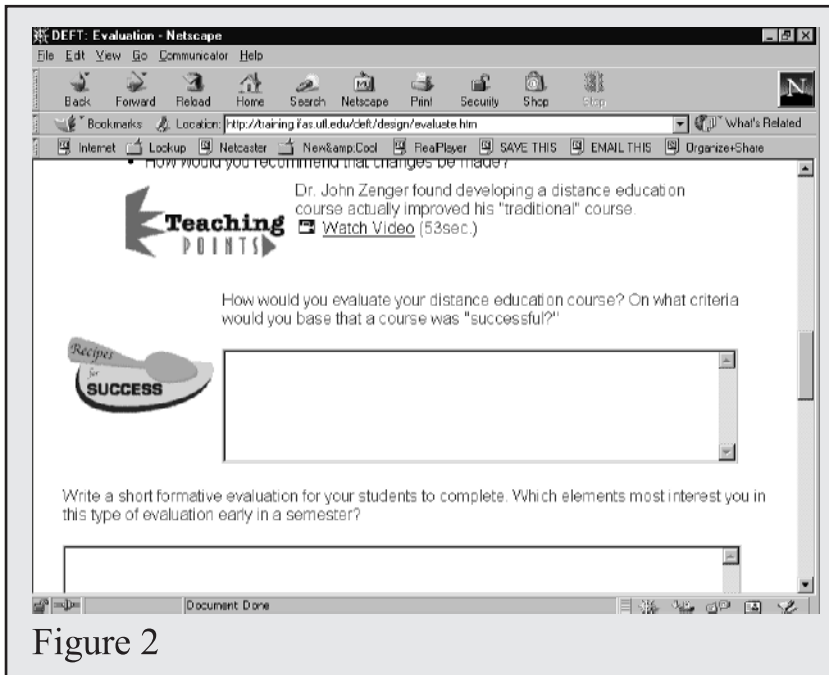 DEFT: Evaluation - Netscape
File Edit View Go Communicator Help
Back Forward Reload Home Search Netscape Print Security Shop Stop
Bookmarks Location: http://training.ifas.ufl.edu/deft/design/evaluate.htm What's Related
Internet Lookup Netcaster New&amp;Cool RealPlayer SAVE THIS EMAIL THIS Organize+Share
• How would you recommend that changes be made?
Dr. John Zenger found developing a distance education
course actually improved his "traditional" course.
Teaching
POINTS
Watch Video (53sec.)
How would you evaluate your distance education course? On what criteria
would you base that a course was "successful?"
Recipes
for
SUCCESS
Write a short formative evaluation for your students to complete. Which elements most interest you in
this type of evaluation early in a semester?
Document Done
Figure 2